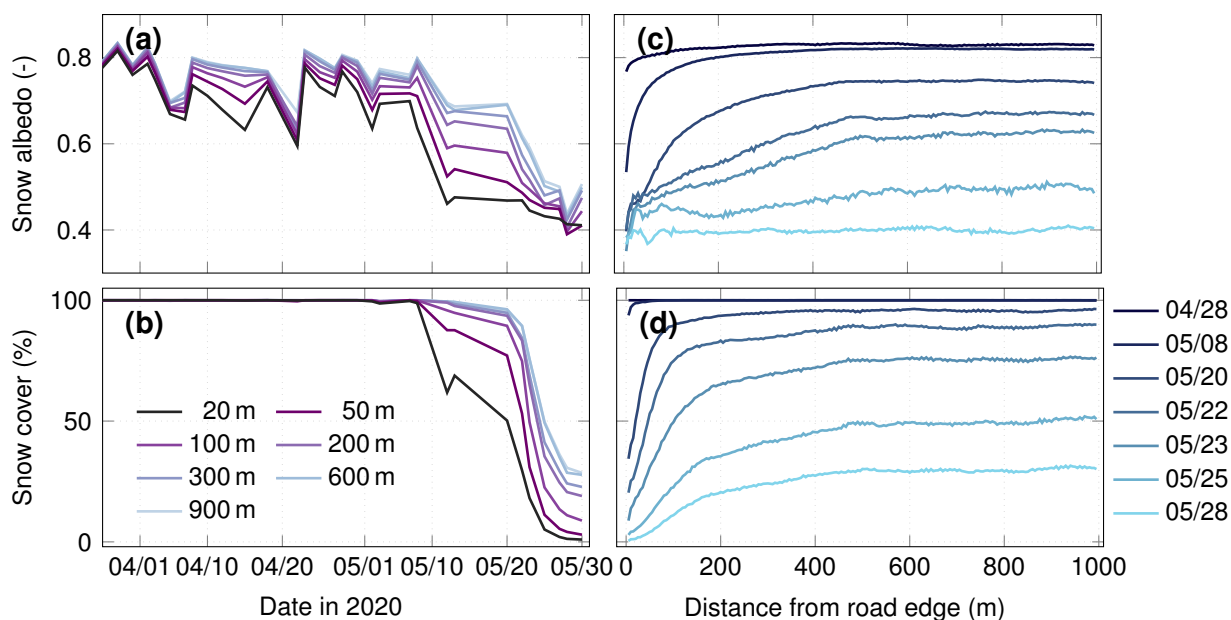 (a)
Snow albedo (-)
0.8
0.6
0.4
(c)
(b)
Snow cover (%)
100
50
0
20 m
50 m
100 m
200 m
300 m
600 m
900 m
04/01 04/10 04/20 05/01 05/10 05/20 05/30
Date in 2020
(d)
0 200 400 600 800 1000
Distance from road edge (m)
04/28
05/08
05/20
05/22
05/23
05/25
05/28